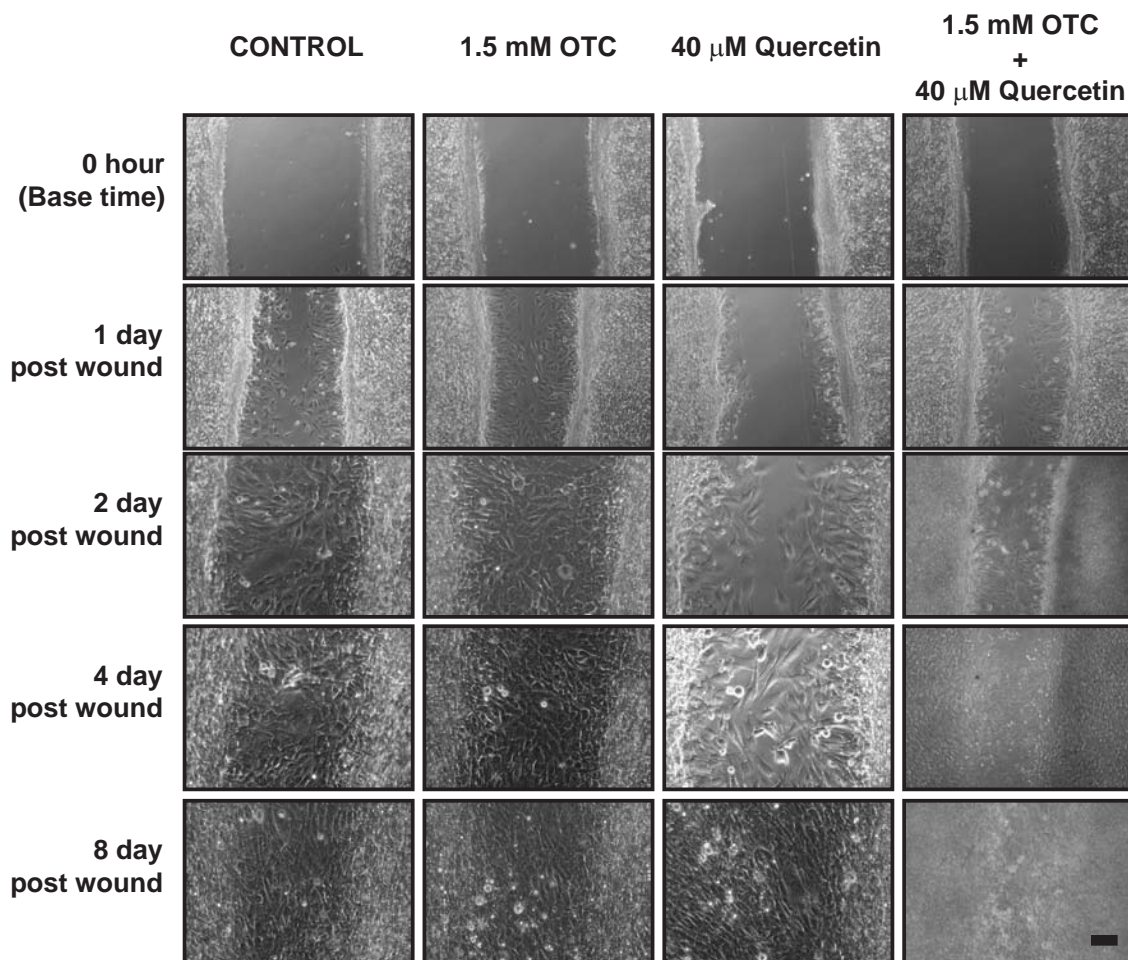 CONTROL
1.5 mM OTC
40 μM Quercetin
1.5 mM OTC
+
40 μM Quercetin
0 hour
(Base time)
1 day
post wound
2 day
post wound
4 day
post wound
8 day
post wound